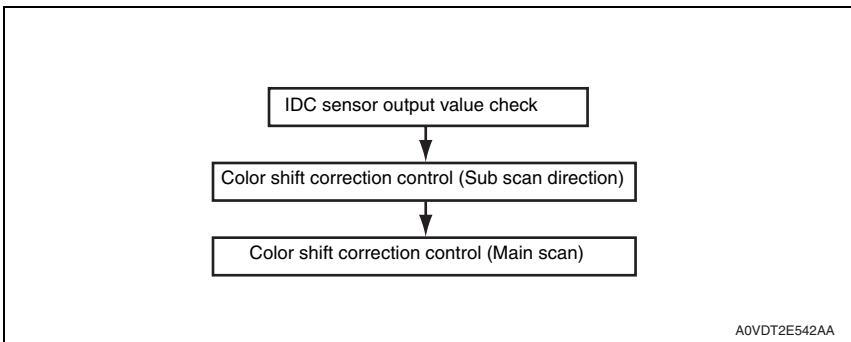 IDC sensor output value check
Color shift correction control (Sub scan direction)
Color shift correction control (Main scan)
A0VDT2E542AA